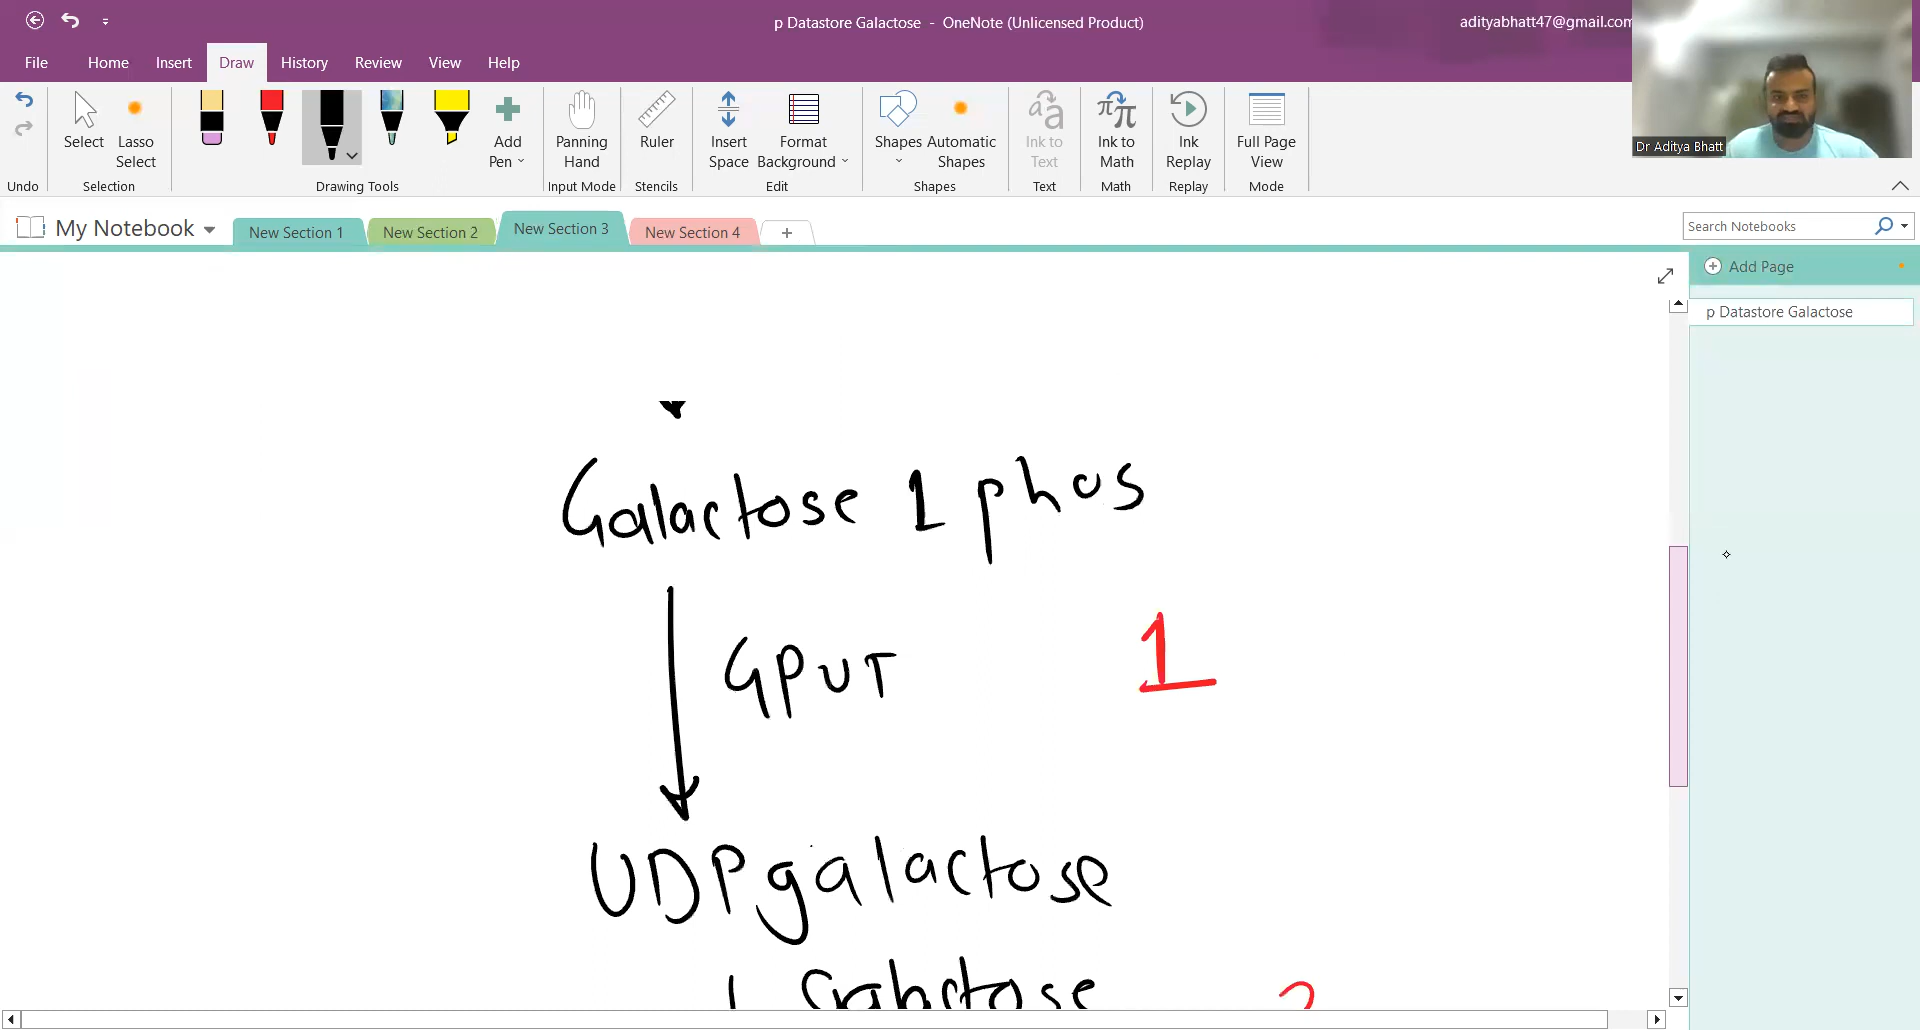 p Datastore Galactose - OneNote (Unlicensed Product)
adityabhatt47@gmail.com
File Home Insert Draw History Review View Help
Select
Lasso Select
Add Pen
Panning Hand
Ruler
Insert Space
Format Background
Shapes
Automatic Shapes
Ink to Text
Ink to Math
Ink Replay
Full Page View
Undo Selection Drawing Tools Input Mode Stencils Edit Shapes Text Math Replay Mode
Dr Aditya Bhatt
My Notebook New Section 1 New Section 2 New Section 3 New Section 4
Search Notebooks
Add Page
p Datastore Galactose
Galactose 1 phos
GPUT 1
UDPgalactose
Galactose